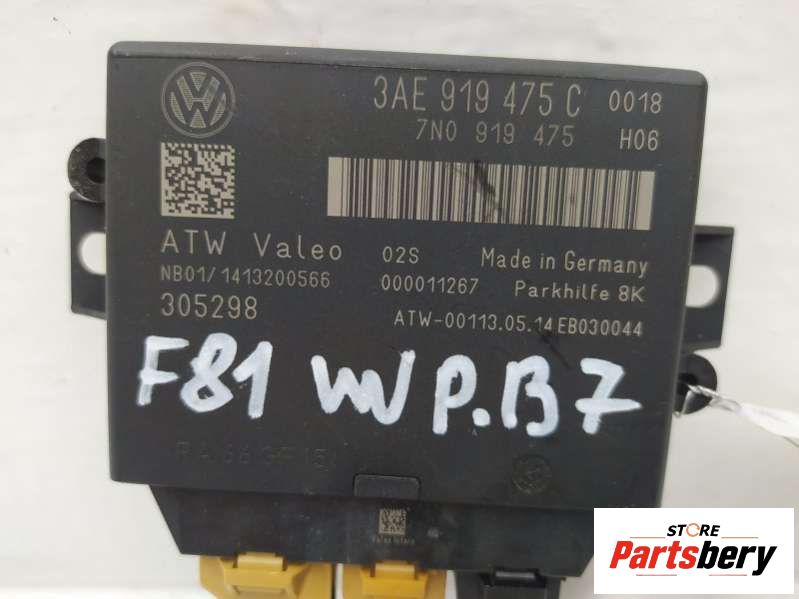 3AE 919 475 C 0018
7N0 919 475 H06
ATW Valeo 02S Made in Germany
NB01/1413200566 000011267 Parkhilfe 8K
305298 ATW-00113.05.14EB030044
F81 VW P.B7
STORE
Partsbery